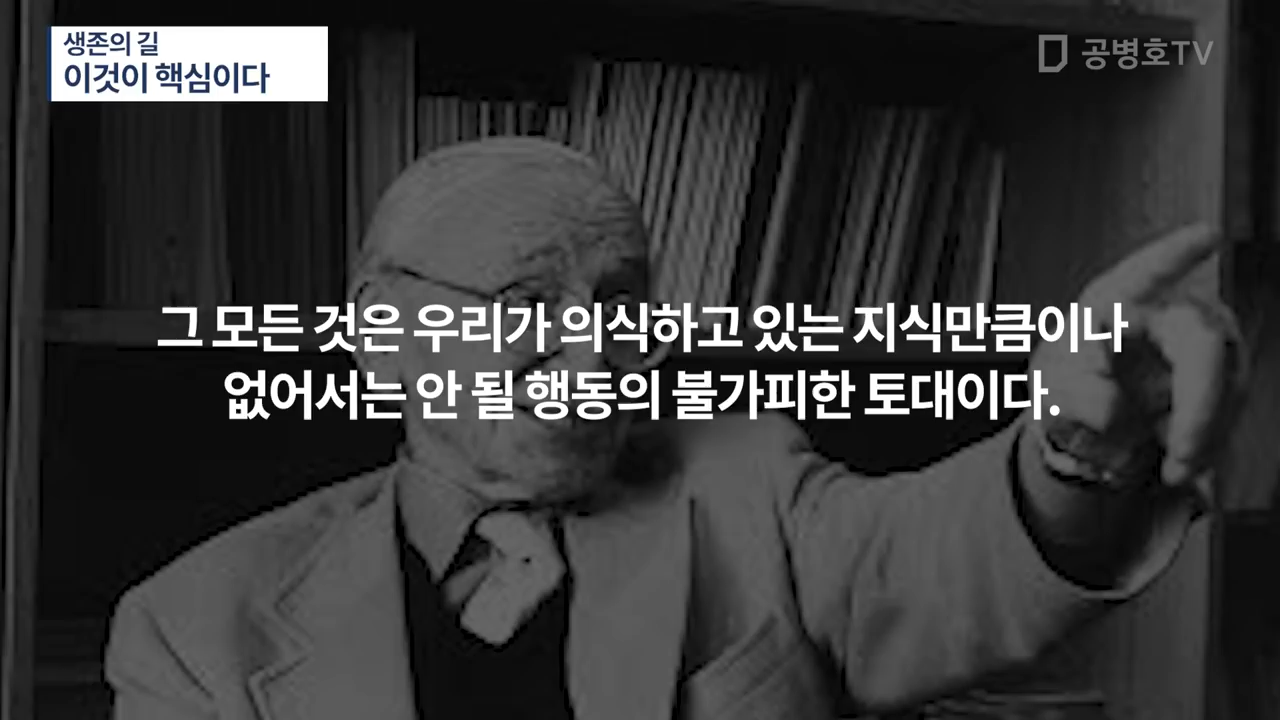 생존의 길
이것이 핵심이다
공병호TV
그 모든 것은 우리가 의식하고 있는 지식만큼이나
없어서는 안 될 행동의 불가피한 토대이다.